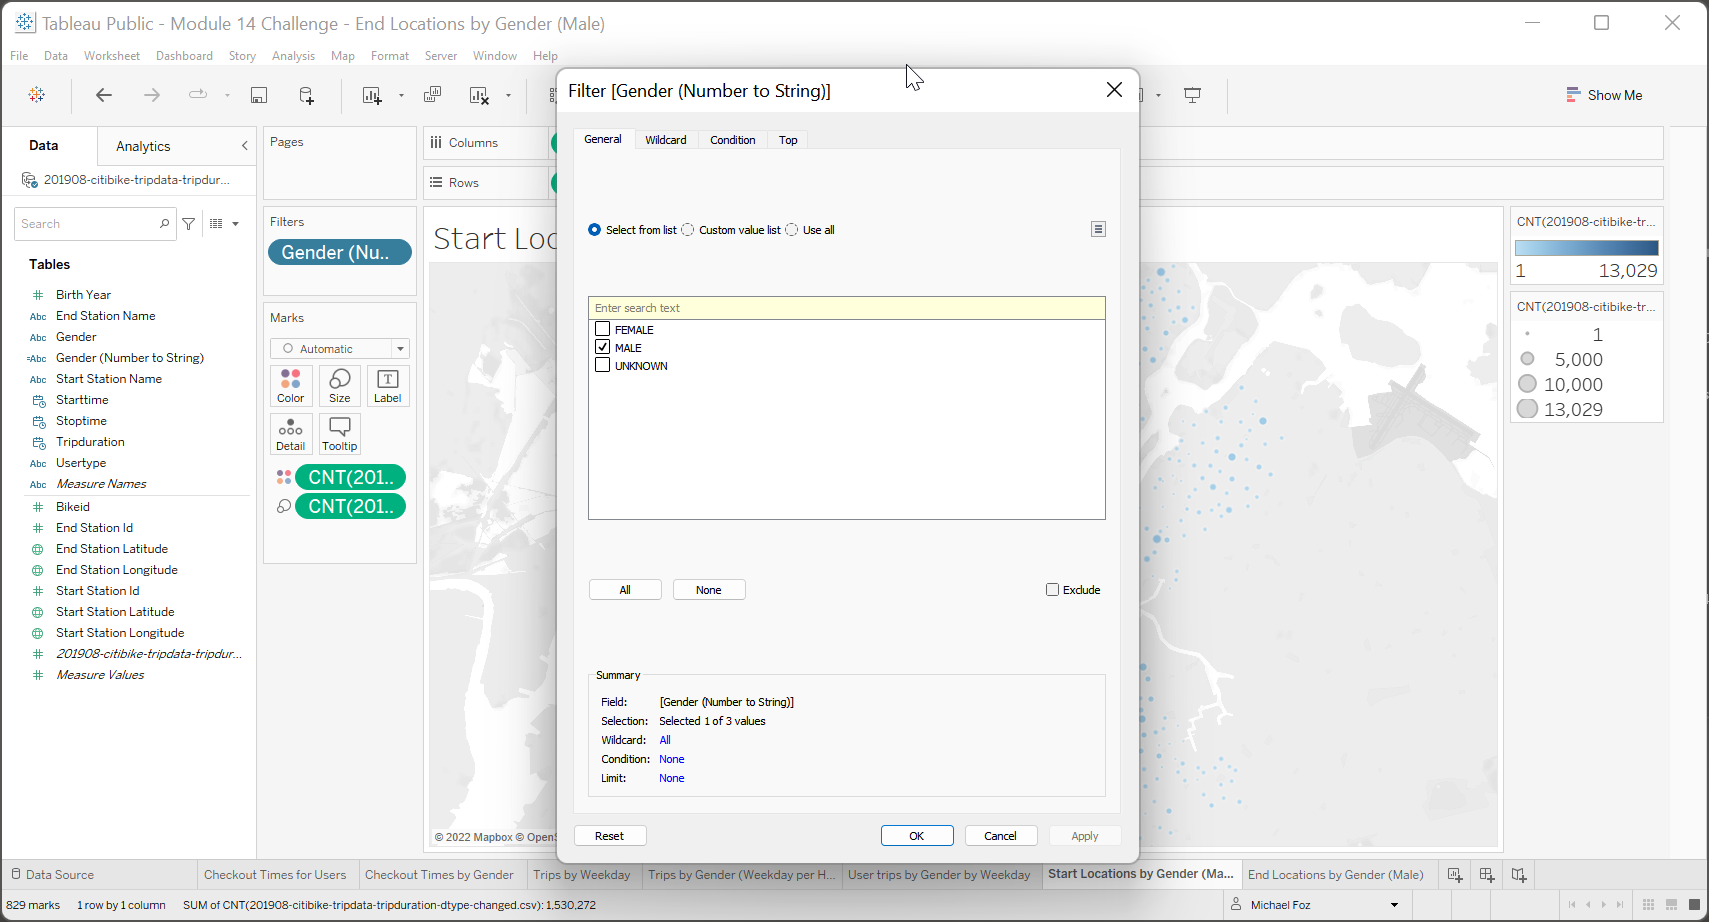 Tableau Public - Module 14 Challenge - End Locations by Gender (Male)
File Data Worksheet Dashboard Story Analysis Map Format Server Window Help
Show Me
Data
Analytics
201908-citibike-tripdata-tripdur...
Search
Tables
Birth Year
Abc End Station Name
Abc Gender
=Abc Gender (Number to String)
Abc Start Station Name
Starttime
Stoptime
Tripduration
Abc Usertype
Abc Measure Names
Bikeid
End Station Id
End Station Latitude
End Station Longitude
Start Station Id
Start Station Latitude
Start Station Longitude
201908-citibike-tripdata-tripdur...
Measure Values
Pages
Filters
Gender (Nu..
Marks
Automatic
Color
Size
Label
Detail
Tooltip
CNT(201..
CNT(201..
Columns
Rows
Start Loc
© 2022 Mapbox © OpenS
Filter [Gender (Number to String)]
General
Wildcard
Condition
Top
Select from list
Custom value list
Use all
Enter search text
FEMALE
MALE
UNKNOWN
All
None
Exclude
Summary
Field: [Gender (Number to String)]
Selection: Selected 1 of 3 values
Wildcard: All
Condition: None
Limit: None
Reset
OK
Cancel
Apply
CNT(201908-citibike-tr...
1 13,029
CNT(201908-citibike-tr...
1
5,000
10,000
13,029
Data Source
Checkout Times for Users
Checkout Times by Gender
Trips by Weekday
Trips by Gender (Weekday per H...
User trips by Gender by Weekday
Start Locations by Gender (Ma...
End Locations by Gender (Male)
829 marks
1 row by 1 column
SUM of CNT(201908-citibike-tripdata-tripduration-dtype-changed.csv): 1,530,272
Michael Foz